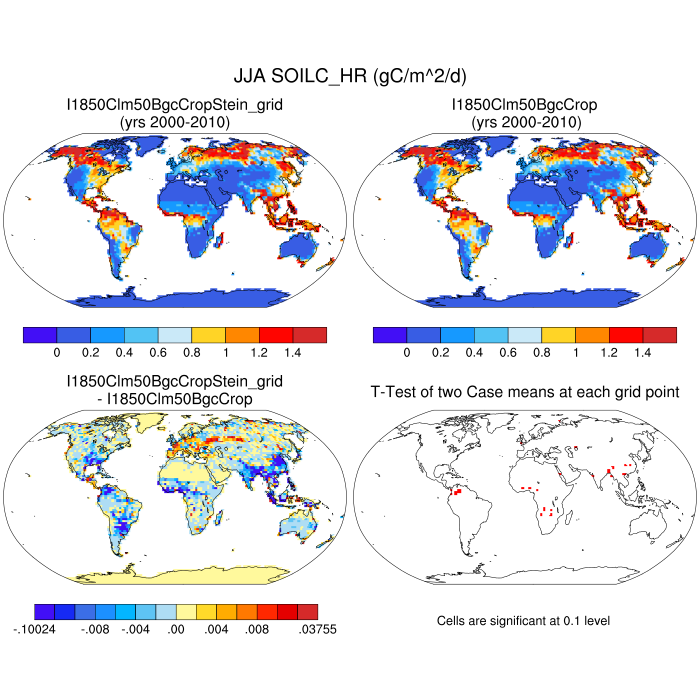 JJA SOILC_HR (gC/m^2/d)
I1850Clm50BgcCropStein_grid
(yrs 2000-2010)
I1850Clm50BgcCrop
(yrs 2000-2010)
0 0.2 0.4 0.6 0.8 1 1.2 1.4
0 0.2 0.4 0.6 0.8 1 1.2 1.4
I1850Clm50BgcCropStein_grid
- I1850Clm50BgcCrop
T-Test of two Case means at each grid point
-.10024 -.008 -.004 .00 .004 .008 .03755
Cells are significant at 0.1 level